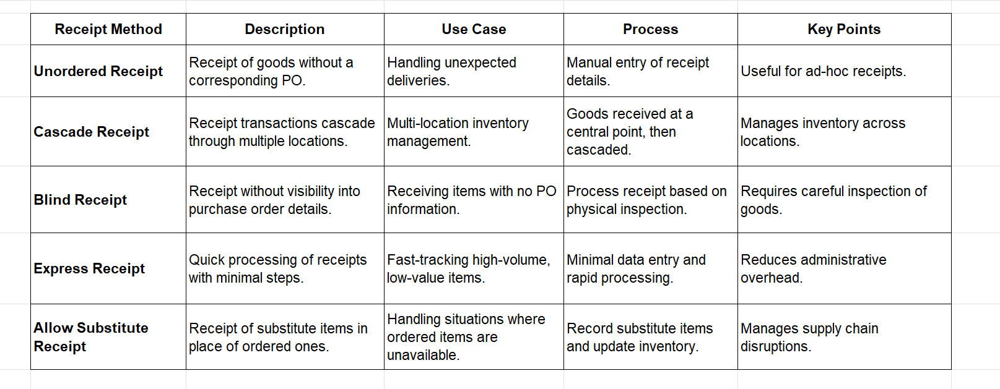 Receipt Method
Description
Use Case
Process
Key Points
Unordered Receipt
Receipt of goods without a
corresponding PO.
Handling unexpected
deliveries.
Manual entry of receipt
details.
Useful for ad-hoc receipts.
Cascade Receipt
Receipt transactions cascade
through multiple locations.
Multi-location inventory
management.
Goods received at a
central point, then
cascaded.
Manages inventory across
locations.
Blind Receipt
Receipt without visibility into
purchase order details.
Receiving items with no PO
information.
Process receipt based on
physical inspection.
Requires careful inspection of
goods.
Express Receipt
Quick processing of receipts
with minimal steps.
Fast-tracking high-volume,
low-value items.
Minimal data entry and
rapid processing.
Reduces administrative
overhead.
Allow Substitute
Receipt
Receipt of substitute items in
place of ordered ones.
Handling situations where
ordered items are
unavailable.
Record substitute items
and update inventory.
Manages supply chain
disruptions.